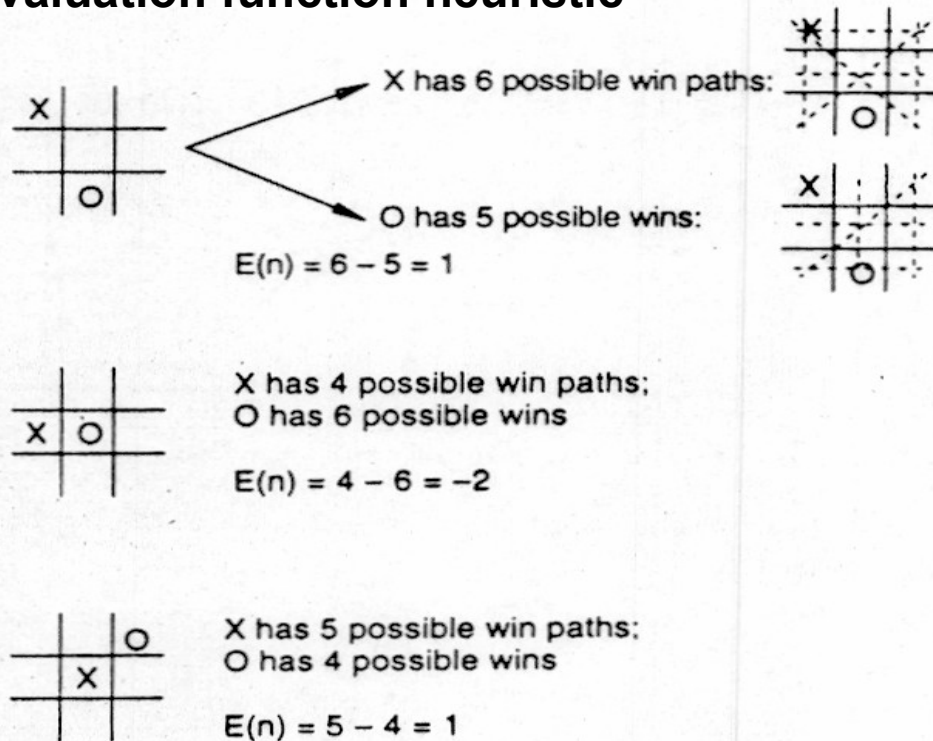 valuation function heuristic
X
O
X has 6 possible win paths:
X
O
O has 5 possible wins:
X
O
E(n) = 6 – 5 = 1
X O
X has 4 possible win paths;
O has 6 possible wins
E(n) = 4 – 6 = –2
O
X
X has 5 possible win paths;
O has 4 possible wins
E(n) = 5 – 4 = 1